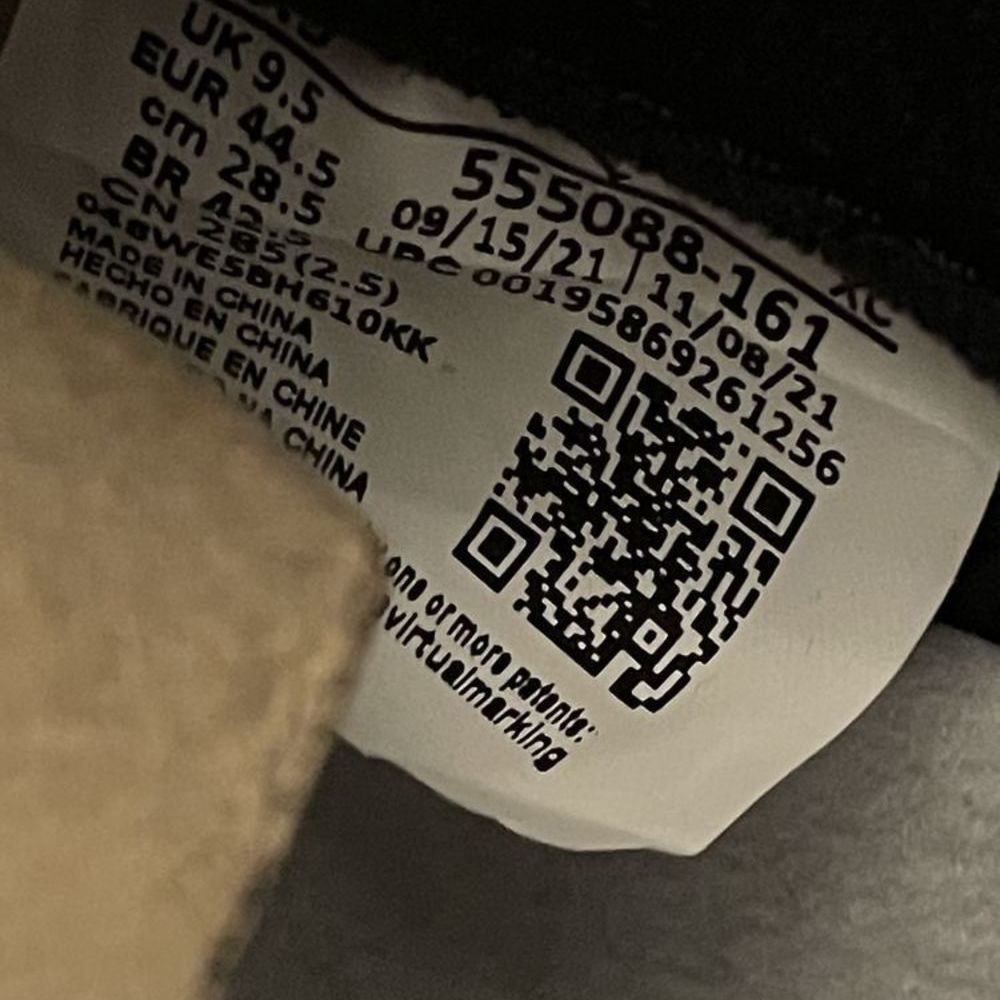 UK 9.5
EUR 44.5
cm 28.5
BR 42.5
CN 285(2.5)
046WE5BH610KK
MADE IN CHINA
HECHO EN CHINA
FABRIQUE EN CHINE
CHINA
555088-161 XC
09/15/21 | 11/08/21
UPC 00195869261256
one or more patents:
virtualmarking